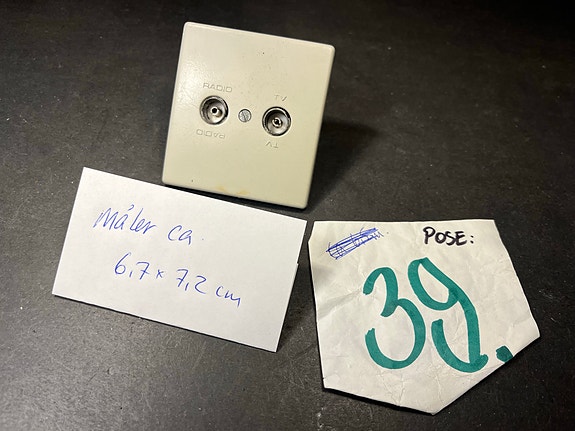 RADIO TV
RADIO TV
Måler ca.
6,7 x 7,2 cm
POSE:
39.